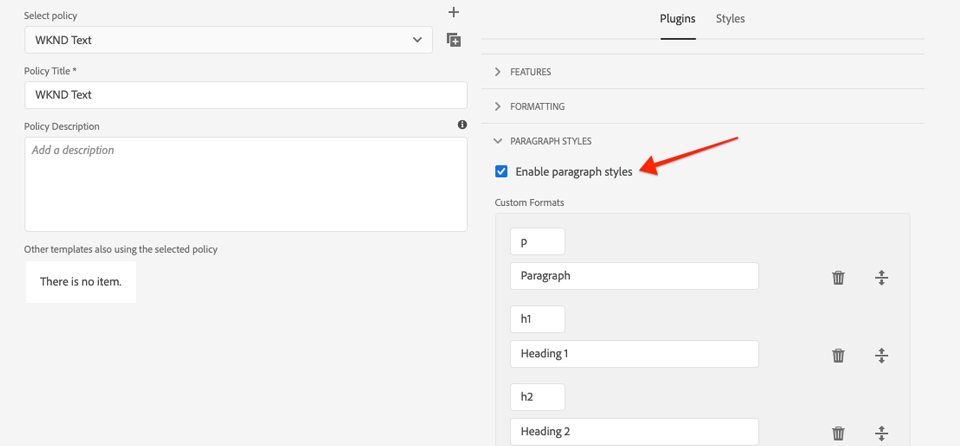 Select policy
WKND Text
Policy Title *
WKND Text
Policy Description
Add a description
Other templates also using the selected policy
There is no item.
Plugins Styles
FEATURES
FORMATTING
PARAGRAPH STYLES
Enable paragraph styles
Custom Formats
p
Paragraph
h1
Heading 1
h2
Heading 2